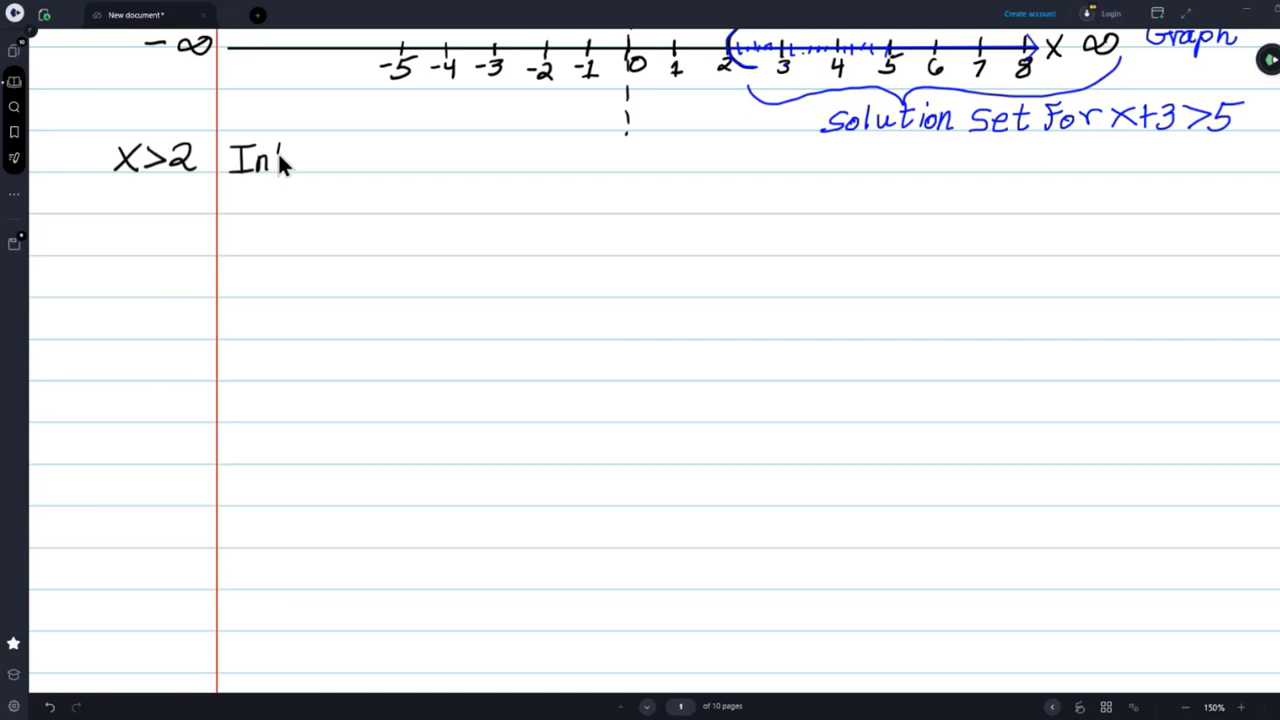 New document*
Create account
Login
Graph
-∞ -5 -4 -3 -2 -1 0 1 2 3 4 5 6 7 8 X ∞
solution set for x+3>5
X>2 Int
1 of 10 pages
150%